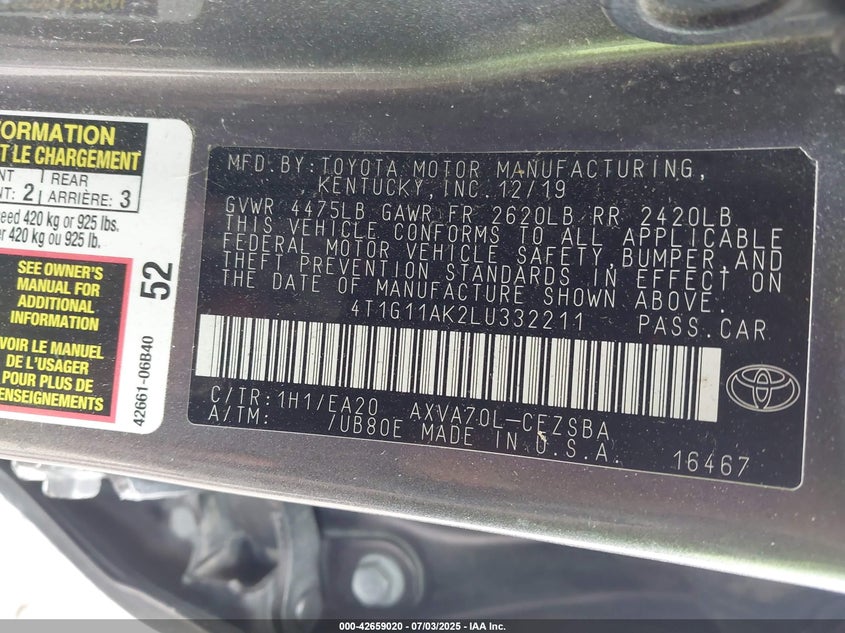 FORMATION
T LE CHARGEMENT
NT 1 REAR
NT: 2 ARRIÈRE: 3
eed 420 kg or 925 lbs.
r 420 kg ou 925 lb.
SEE OWNER'S
MANUAL FOR
ADDITIONAL
INFORMATION
VOIR LE MANUEL
DE L'USAGER
POUR PLUS DE
RENSEIGNEMENTS
52
42661-06B40
MFD.BY:TOYOTA MOTOR MANUFACTURING,
KENTUCKY, INC. 12/19
GVWR 4475LB GAWR FR 2620LB RR 2420LB
THIS VEHICLE CONFORMS TO ALL APPLICABLE
FEDERAL MOTOR VEHICLE SAFETY, BUMPER, AND
THEFT PREVENTION STANDARDS IN EFFECT ON
THE DATE OF MANUFACTURE SHOWN ABOVE.
4T1G11AK2LU332211 PASS.CAR
C/TR:1H1/EA20 AXVA70L-CEZSBA
A/TM: /UB80E MADE IN U.S.A.
16467
000-42659020 - 07/03/2025 - IAA Inc.